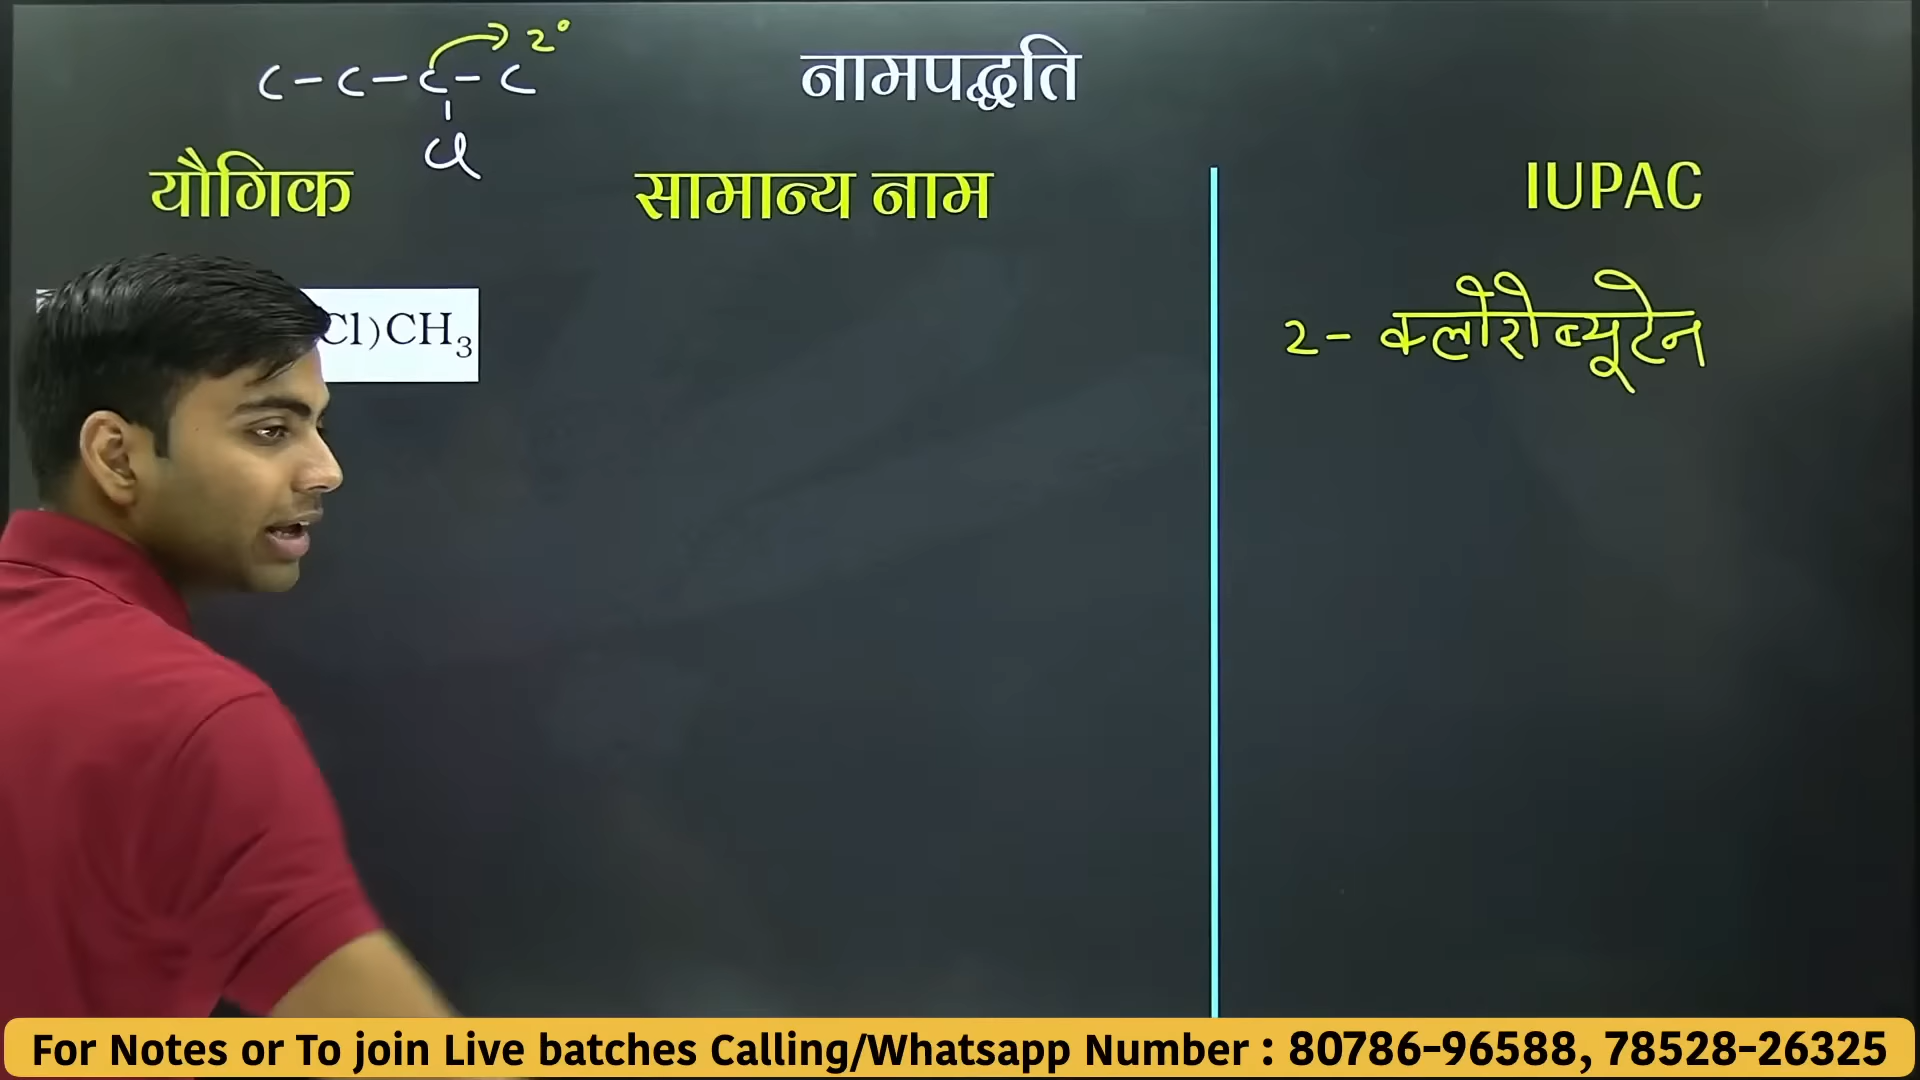 C-C-C-C 2°
Cl
नामपद्धति
यौगिक सामान्य नाम IUPAC
Cl)CH₃
2- क्लोरोब्यूटेन
For Notes or To join Live batches Calling/Whatsapp Number : 80786-96588, 78528-26325